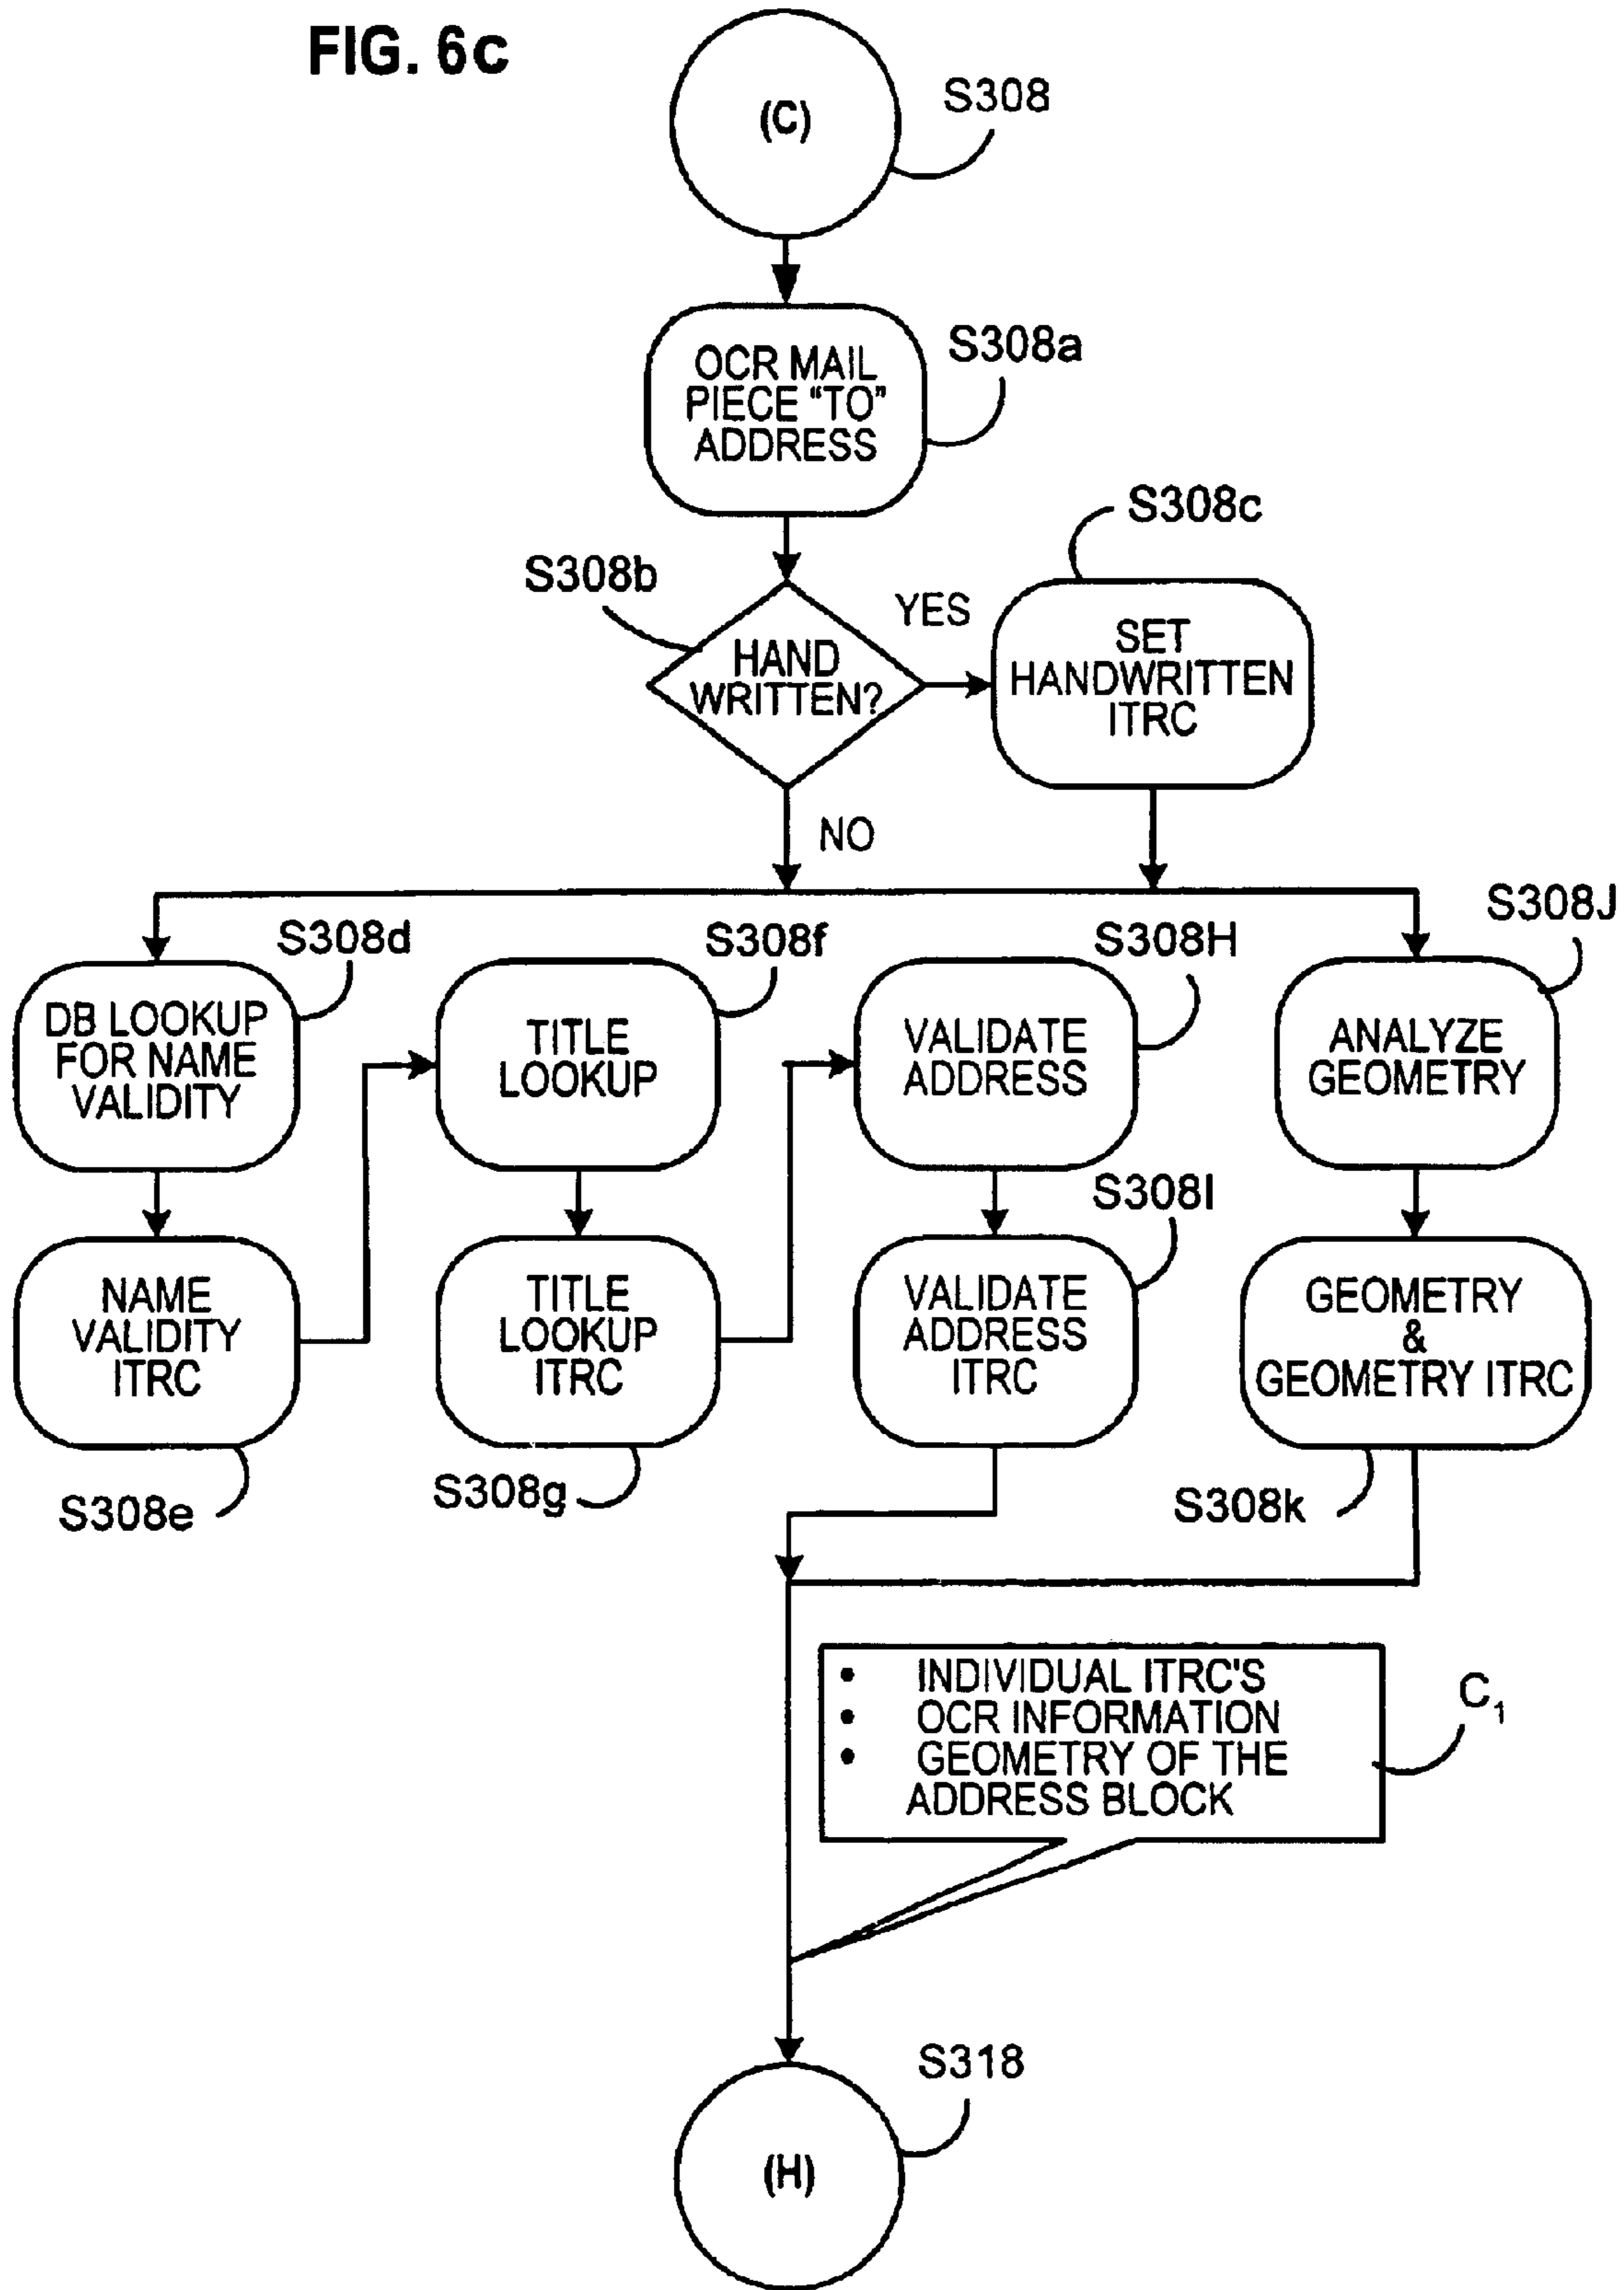 FIG. 6c
(C)
S308
OCR MAIL
PIECE "TO"
ADDRESS
S308a
S308b
HAND
WRITTEN?
YES
NO
S308c
SET
HANDWRITTEN
ITRC
S308d
DB LOOKUP
FOR NAME
VALIDITY
S308f
TITLE
LOOKUP
S308H
VALIDATE
ADDRESS
S308J
ANALYZE
GEOMETRY
NAME
VALIDITY
ITRC
S308e
TITLE
LOOKUP
ITRC
S308g
S308I
VALIDATE
ADDRESS
ITRC
GEOMETRY
&
GEOMETRY ITRC
S308k
• INDIVIDUAL ITRC'S
• OCR INFORMATION
• GEOMETRY OF THE
ADDRESS BLOCK
C₁
S318
(H)